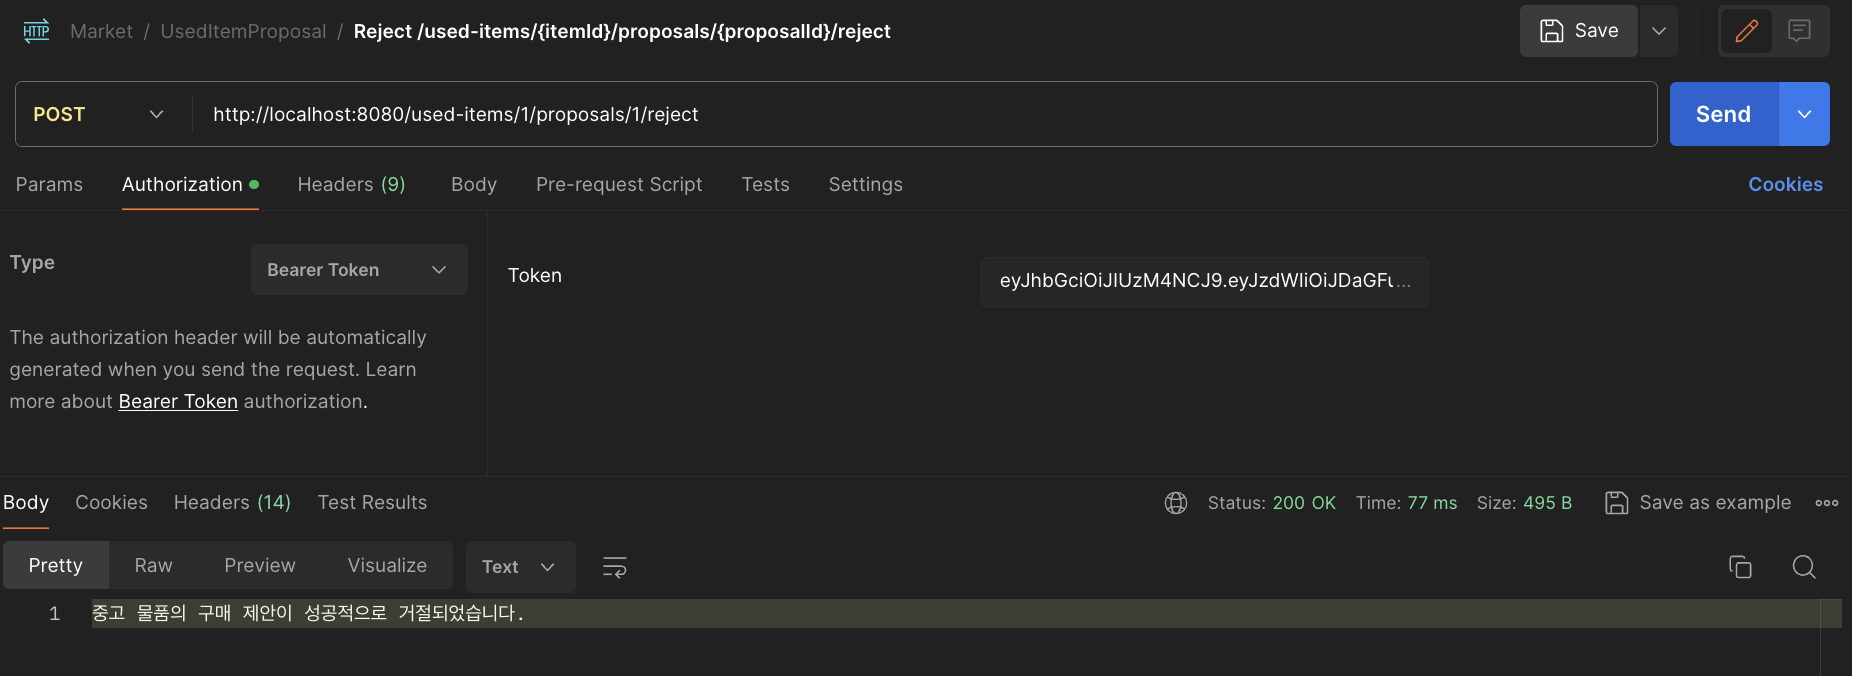 HTTP Market / UsedItemProposal / Reject /used-items/{itemId}/proposals/{proposalId}/reject Save
POST http://localhost:8080/used-items/1/proposals/1/reject Send
Params Authorization Headers (9) Body Pre-request Script Tests Settings Cookies
Type Bearer Token
Token eyJhbGciOiJIUzM4NCJ9.eyJzdWIiOiJDaGFu...
The authorization header will be automatically
generated when you send the request. Learn
more about Bearer Token authorization.
Body Cookies Headers (14) Test Results Status: 200 OK Time: 77 ms Size: 495 B Save as example
Pretty Raw Preview Visualize Text
1 중고 물품의 구매 제안이 성공적으로 거절되었습니다.